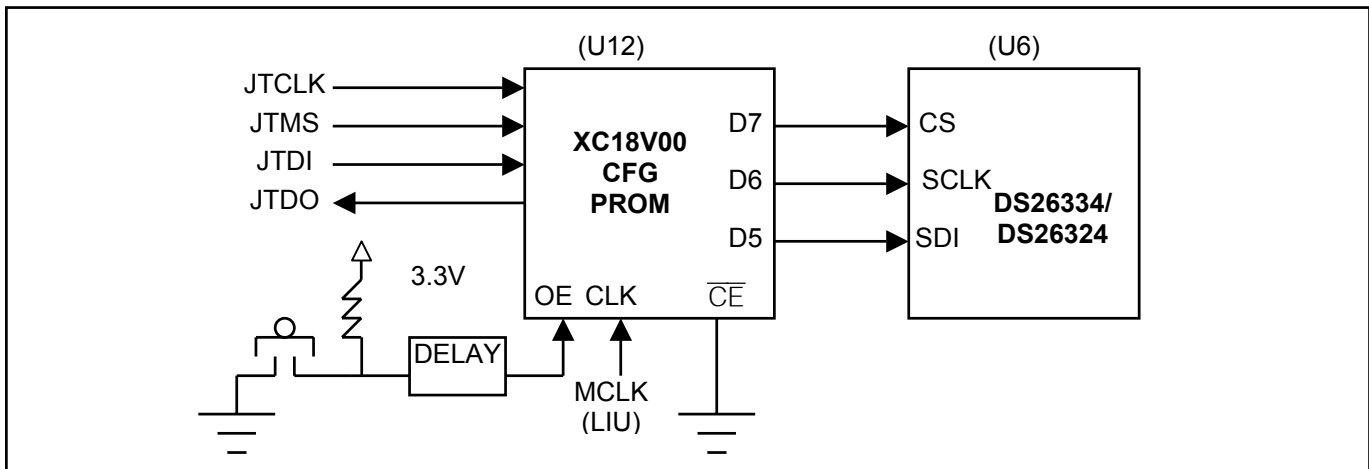 (U12)
(U6)
JTCLK
JTMS
JTDI
JTDO
XC18V00
CFG
PROM
D7
D6
D5
CS
SCLK
SDI
DS26334/
DS26324
3.3V
OE CLK CE
DELAY
MCLK
(LIU)